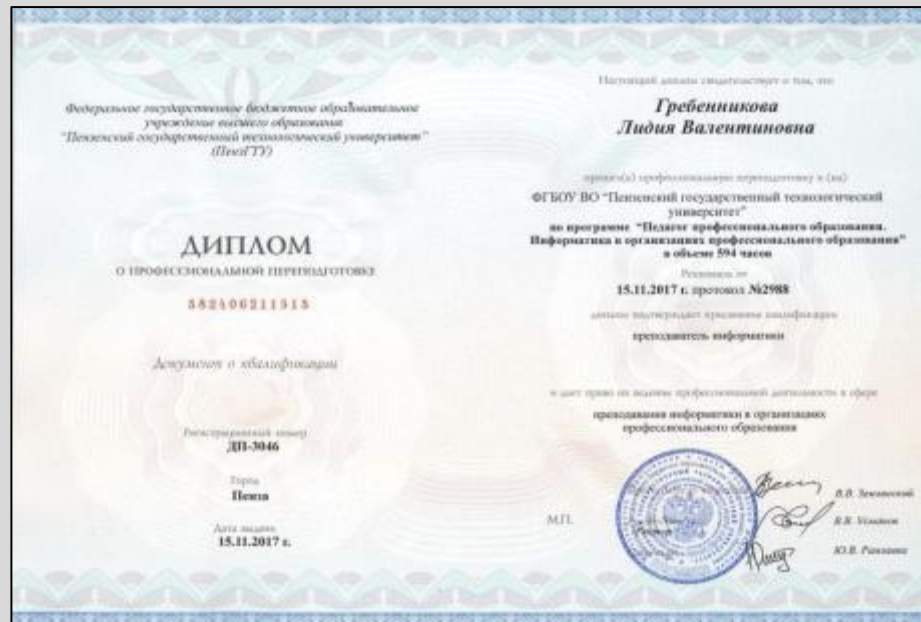 Федеральное государственное бюджетное образовательное
учреждение высшего образования
"Пензенский государственный технологический университет"
(ПензГТУ)
ДИПЛОМ
О ПРОФЕССИОНАЛЬНОЙ ПЕРЕПОДГОТОВКЕ
582406211513
Документ о квалификации
Регистрационный номер
ДП-3046
Город
Пенза
Дата выдачи
15.11.2017 г.
Настоящий диплом свидетельствует о том, что
Гребенникова
Лидия Валентиновна
прошел(а) профессиональную переподготовку в (на)
ФГБОУ ВО "Пензенский государственный технологический
университет"
по программе "Педагог профессионального образования.
Информатика в организациях профессионального образования"
в объеме 594 часов
Решением от
15.11.2017 г. протокол №2988
диплом подтверждает присвоение квалификации
преподаватель информатики
и дает право на ведение профессиональной деятельности в сфере
преподавания информатики в организациях
профессионального образования
М.П.
В.В.
В.В. Усманов
Ю.В.